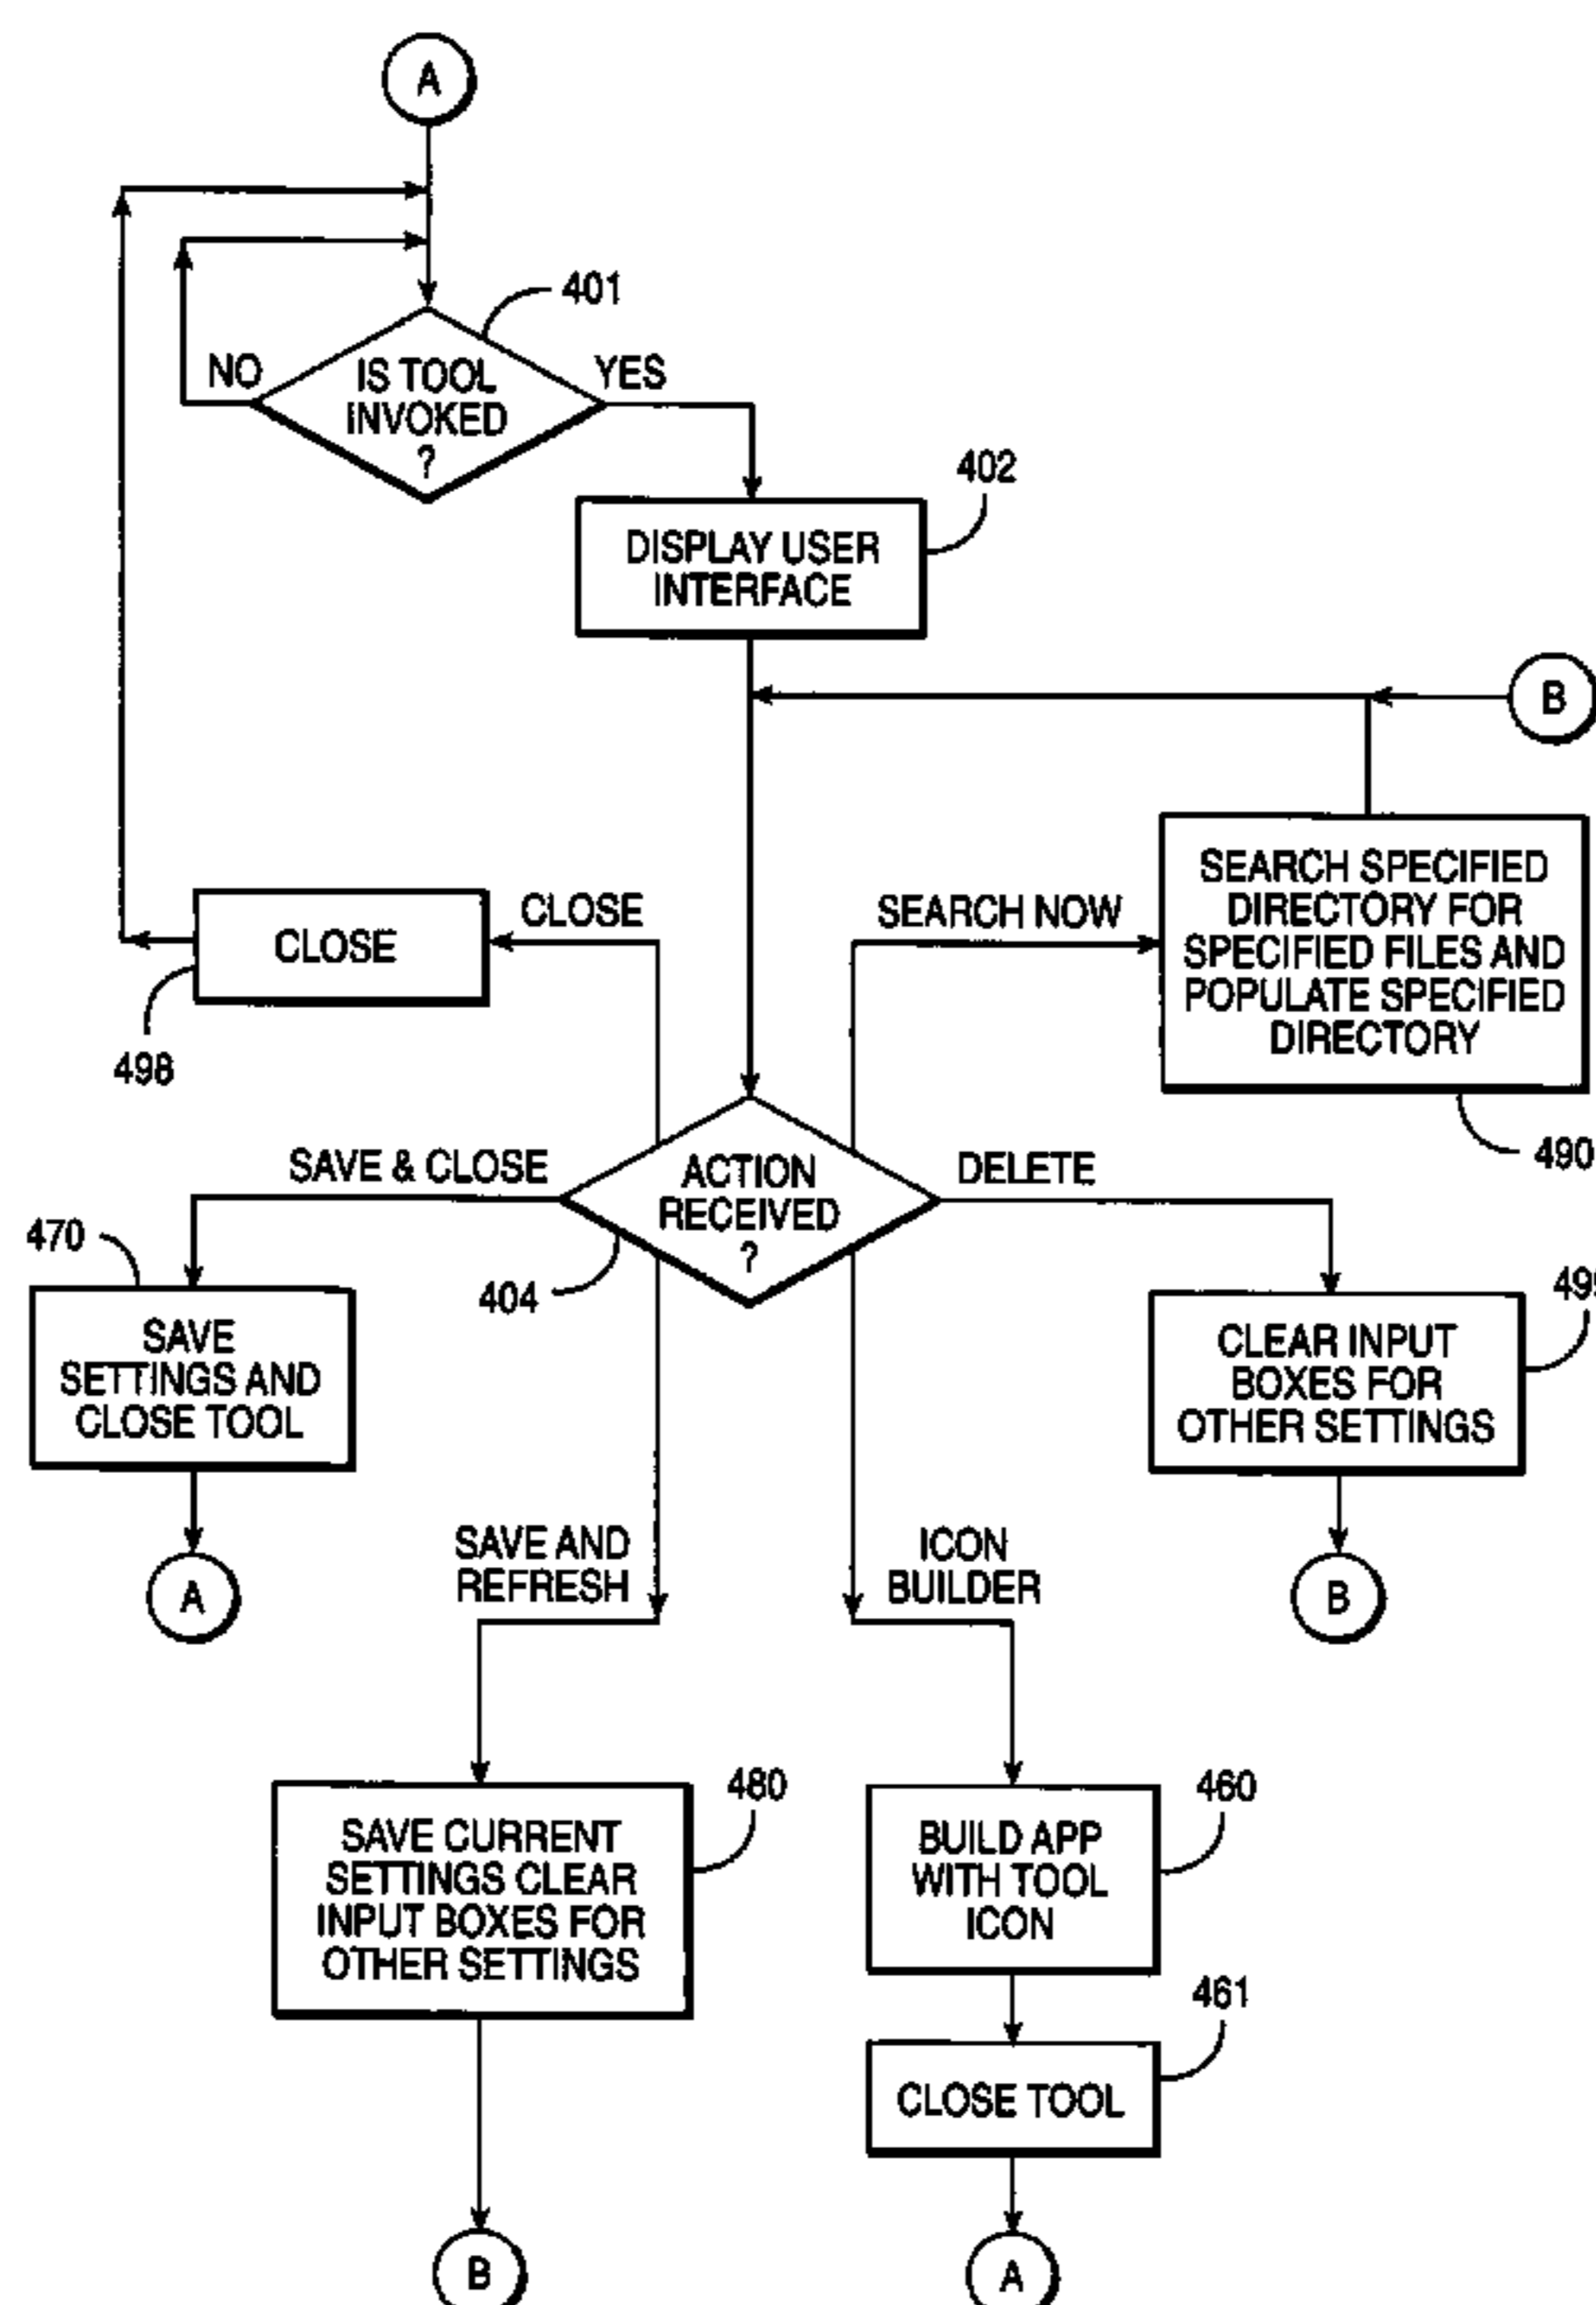 A
401
NO
IS TOOL
INVOKED
?
YES
402
DISPLAY USER
INTERFACE
B
CLOSE
CLOSE
498
SEARCH NOW
SEARCH SPECIFIED
DIRECTORY FOR
SPECIFIED FILES AND
POPULATE SPECIFIED
DIRECTORY
490
SAVE & CLOSE
ACTION
RECEIVED
?
DELETE
404
470
SAVE
SETTINGS AND
CLOSE TOOL
A
CLEAR INPUT
BOXES FOR
OTHER SETTINGS
B
SAVE AND
REFRESH
ICON
BUILDER
480
SAVE CURRENT
SETTINGS CLEAR
INPUT BOXES FOR
OTHER SETTINGS
B
460
BUILD APP
WITH TOOL
ICON
461
CLOSE TOOL
A